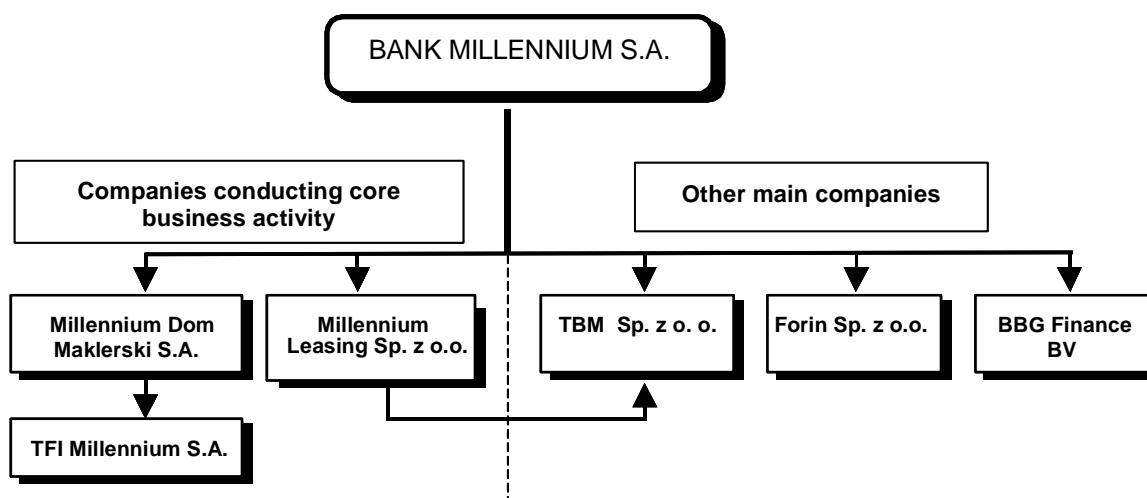 BANK MILLENNIUM S.A.
Companies conducting core
business activity
Other main companies
Millennium Dom
Maklerski S.A.
Millennium
Leasing Sp. z o.o.
TBM Sp. z o. o.
Forin Sp. z o.o.
BBG Finance
BV
TFI Millennium S.A.